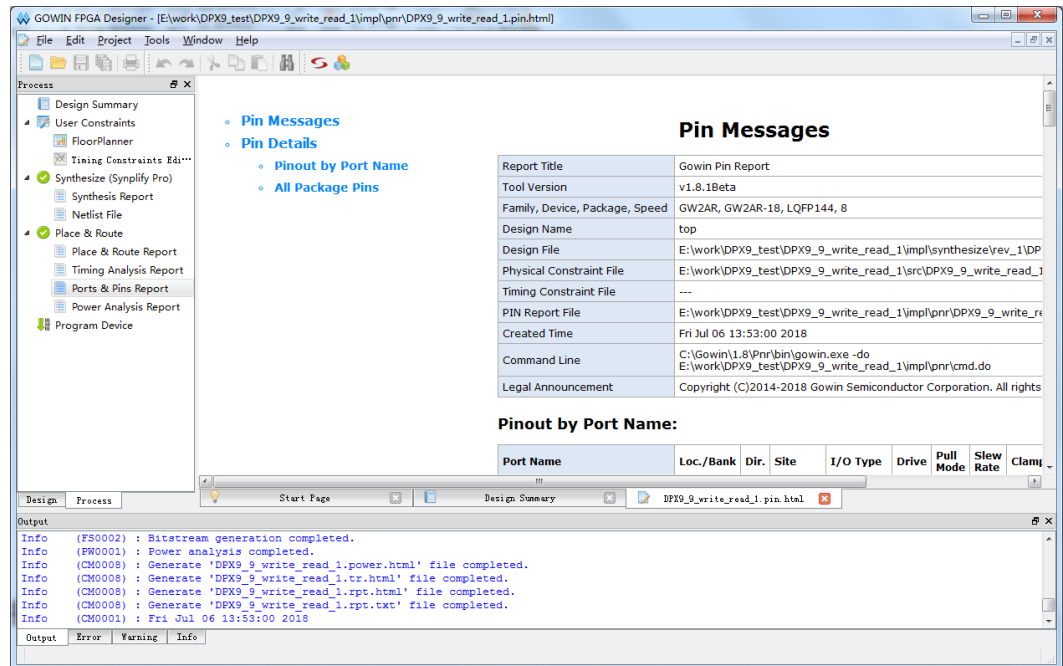 GOWIN FPGA Designer - [E:\work\DPX9_test\DPX9_9_write_read_1\impl\pnr\DPX9_9_write_read_1.pin.html]
File Edit Project Tools Window Help
Process
Design Summary
User Constraints
FloorPlanner
Timing Constraints Edi...
Synthesize (Synplify Pro)
Synthesis Report
Netlist File
Place & Route
Place & Route Report
Timing Analysis Report
Ports & Pins Report
Power Analysis Report
Program Device
Design Process
Pin Messages
Pin Details
Pinout by Port Name
All Package Pins
Pin Messages
Report Title Gowin Pin Report
Tool Version v1.8.1Beta
Family, Device, Package, Speed GW2AR, GW2AR-18, LQFP144, 8
Design Name top
Design File E:\work\DPX9_test\DPX9_9_write_read_1\impl\synthesize\rev_1\DP
Physical Constraint File E:\work\DPX9_test\DPX9_9_write_read_1\src\DPX9_9_write_read_1
Timing Constraint File ---
PIN Report File E:\work\DPX9_test\DPX9_9_write_read_1\impl\pnr\DPX9_9_write_re
Created Time Fri Jul 06 13:53:00 2018
Command Line C:\Gowin\1.8\Pnr\bin\gowin.exe -do
E:\work\DPX9_test\DPX9_9_write_read_1\impl\pnr\cmd.do
Legal Announcement Copyright (C)2014-2018 Gowin Semiconductor Corporation. All rights
Pinout by Port Name:
Port Name Loc./Bank Dir. Site I/O Type Drive Pull Mode Slew Rate Clamp
Start Page Design Summary DPX9_9_write_read_1.pin.html
Output
Info (FS0002) : Bitstream generation completed.
Info (PW0001) : Power analysis completed.
Info (CM0008) : Generate 'DPX9_9_write_read_1.power.html' file completed.
Info (CM0008) : Generate 'DPX9_9_write_read_1.tr.html' file completed.
Info (CM0008) : Generate 'DPX9_9_write_read_1.rpt.html' file completed.
Info (CM0008) : Generate 'DPX9_9_write_read_1.rpt.txt' file completed.
Info (CM0001) : Fri Jul 06 13:53:00 2018
Output Error Warning Info